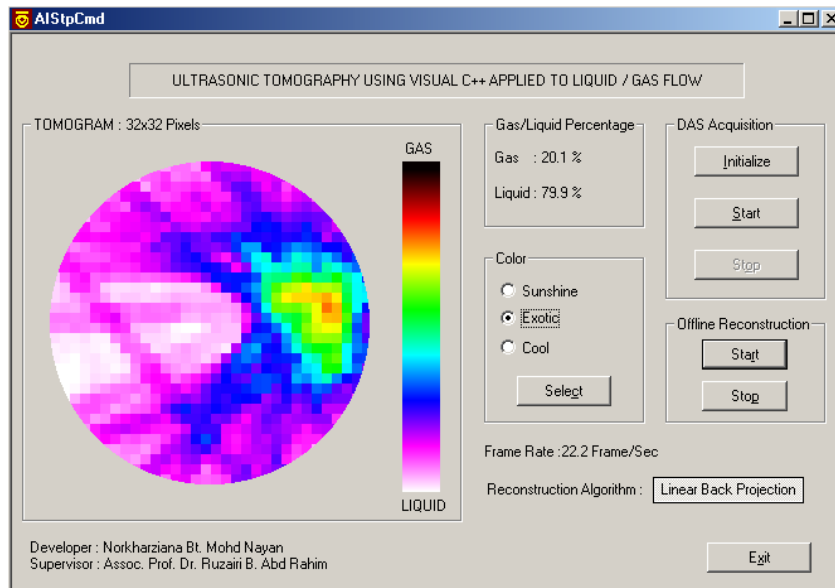 AIStpCmd
ULTRASONIC TOMOGRAPHY USING VISUAL C++ APPLIED TO LIQUID / GAS FLOW
TOMOGRAM : 32x32 Pixels
GAS
LIQUID
Gas/Liquid Percentage
Gas : 20.1 %
Liquid : 79.9 %
Color
Sunshine
Exotic
Cool
Select
DAS Acquisition
Initialize
Start
Stop
Offline Reconstruction
Start
Stop
Frame Rate :22.2 Frame/Sec
Reconstruction Algorithm : Linear Back Projection
Developer : Norkharziana Bt. Mohd Nayan
Supervisor : Assoc. Prof. Dr. Ruzairi B. Abd Rahim
Exit